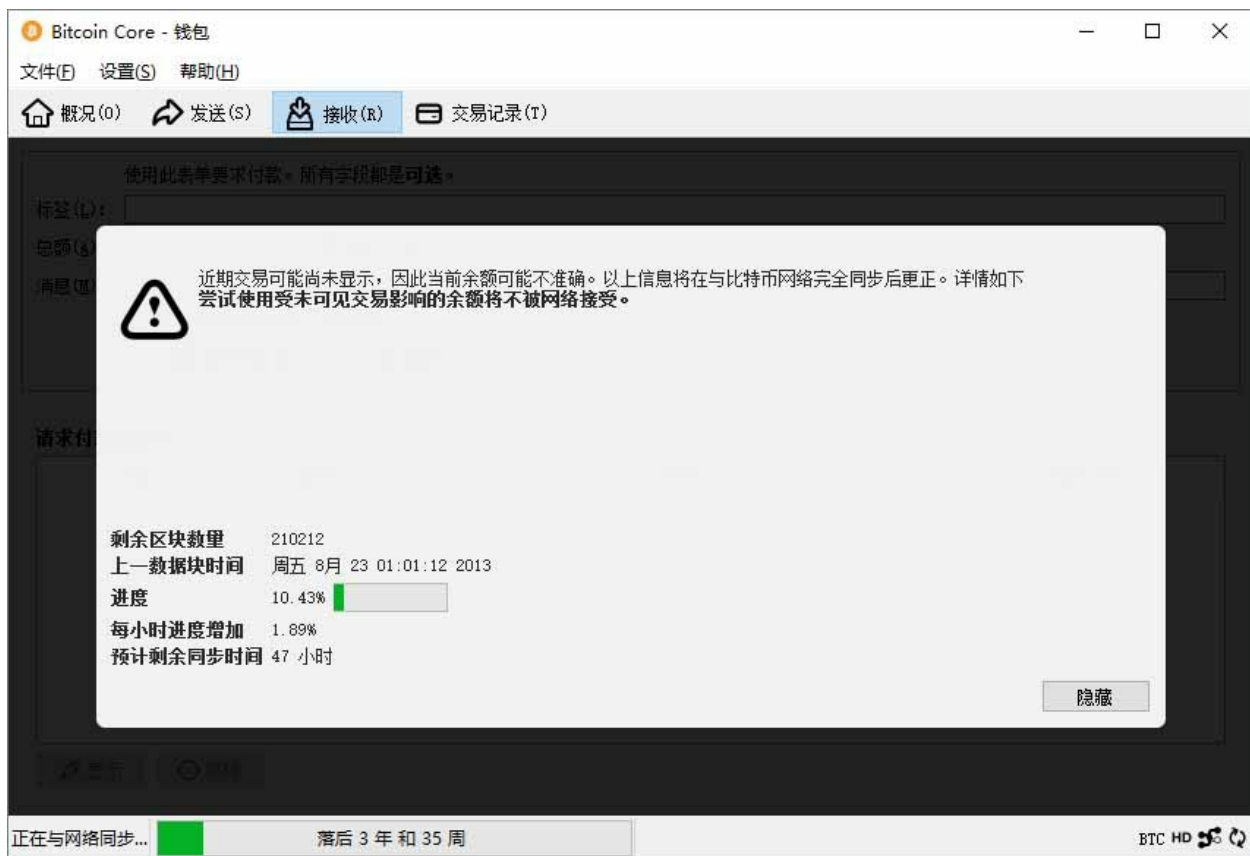 Bitcoin Core - 钱包
文件(F) 设置(S) 帮助(H)
概况(O) 发送(S) 接收(R) 交易记录(T)
使用此表单要求付款。所有字段都是可选。
标签(L):
总额(A)
消息(M)
近期交易可能尚未显示，因此当前余额可能不准确。以上信息将在与比特币网络完全同步后更正。详情如下
尝试使用受未可见交易影响的余额将不被网络接受。
请求付
剩余区块数量 210212
上一数据块时间 周五 8月 23 01:01:12 2013
进度 10.43%
每小时进度增加 1.89%
预计剩余同步时间 47 小时
隐藏
正在与网络同步... 落后 3 年 和 35 周
BTC HD